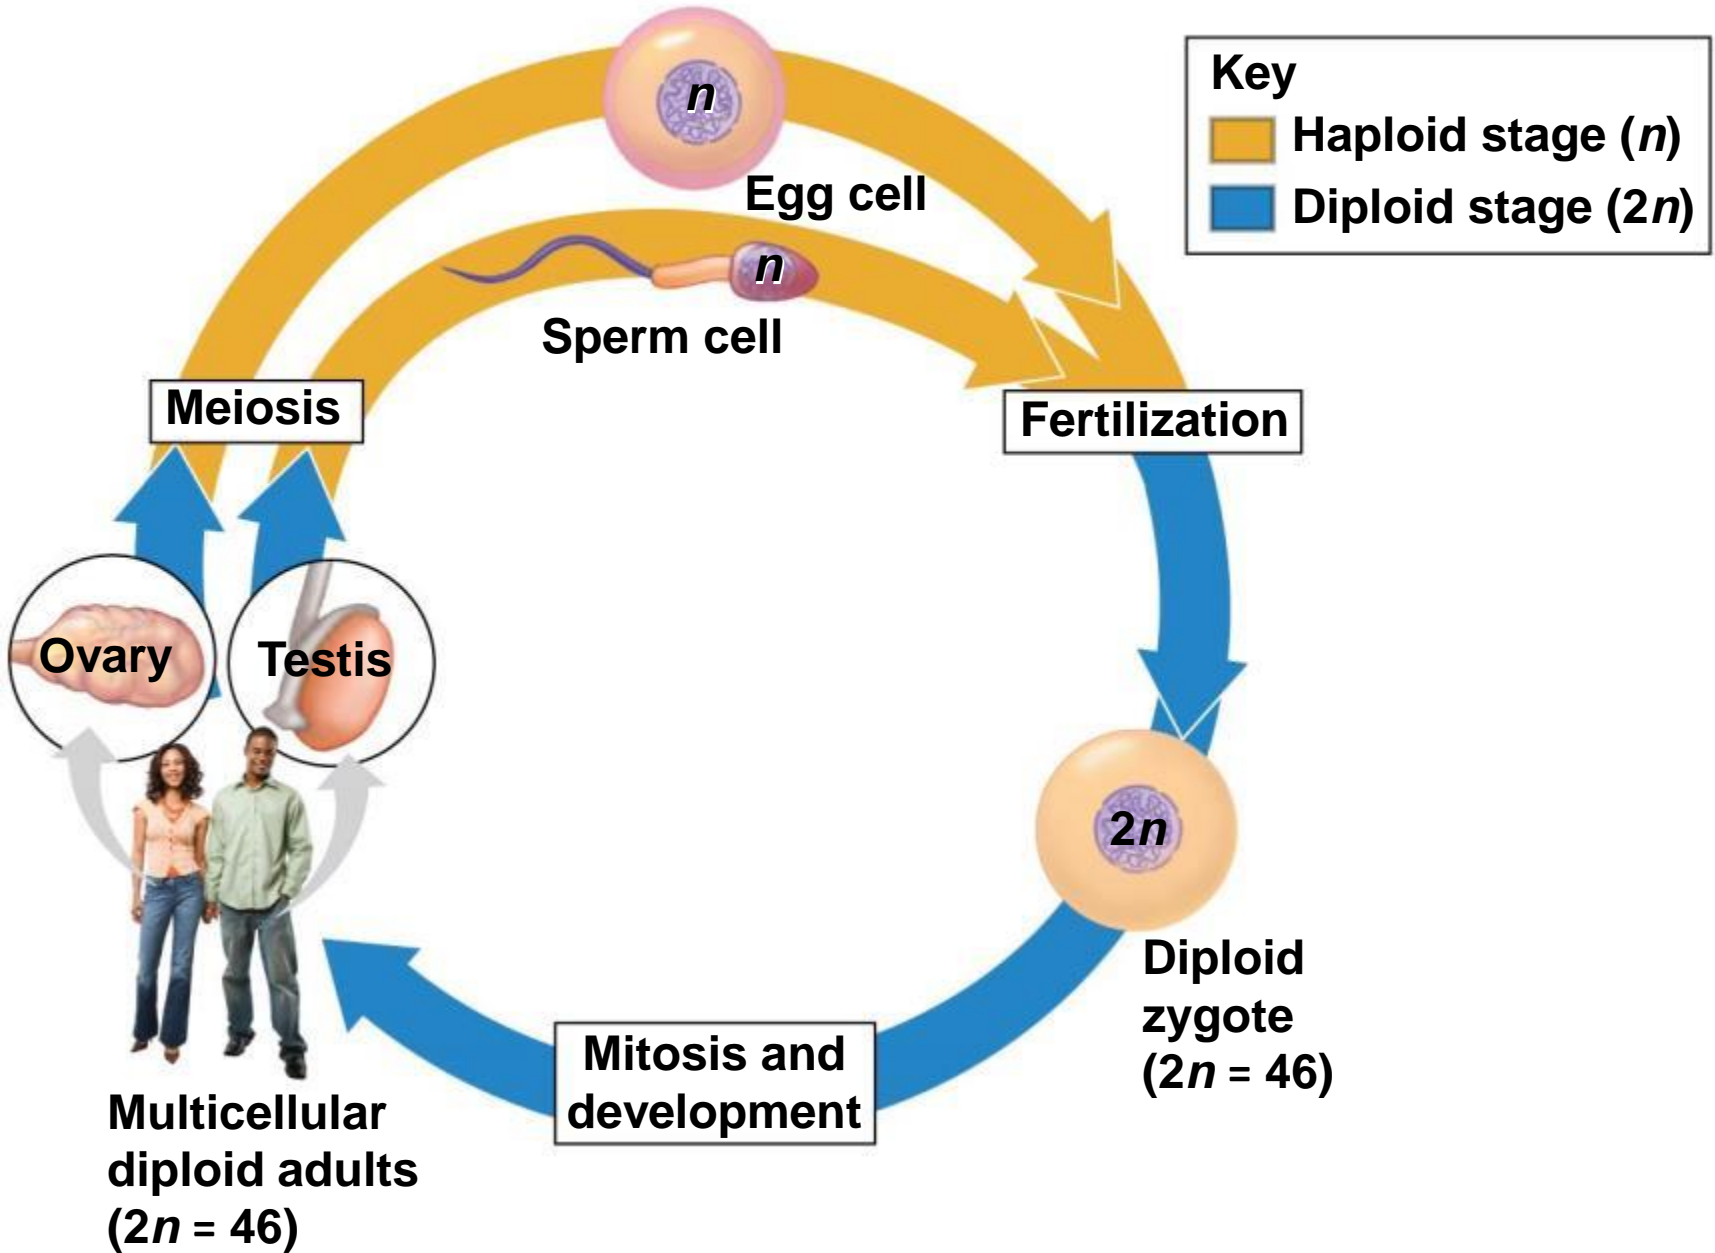 n
Key
Haploid stage (n)
Diploid stage (2n)
Egg cell
n
Sperm cell
Meiosis
Fertilization
Ovary
Testis
2n
Diploid
zygote
(2n = 46)
Mitosis and
development
Multicellular
diploid adults
(2n = 46)